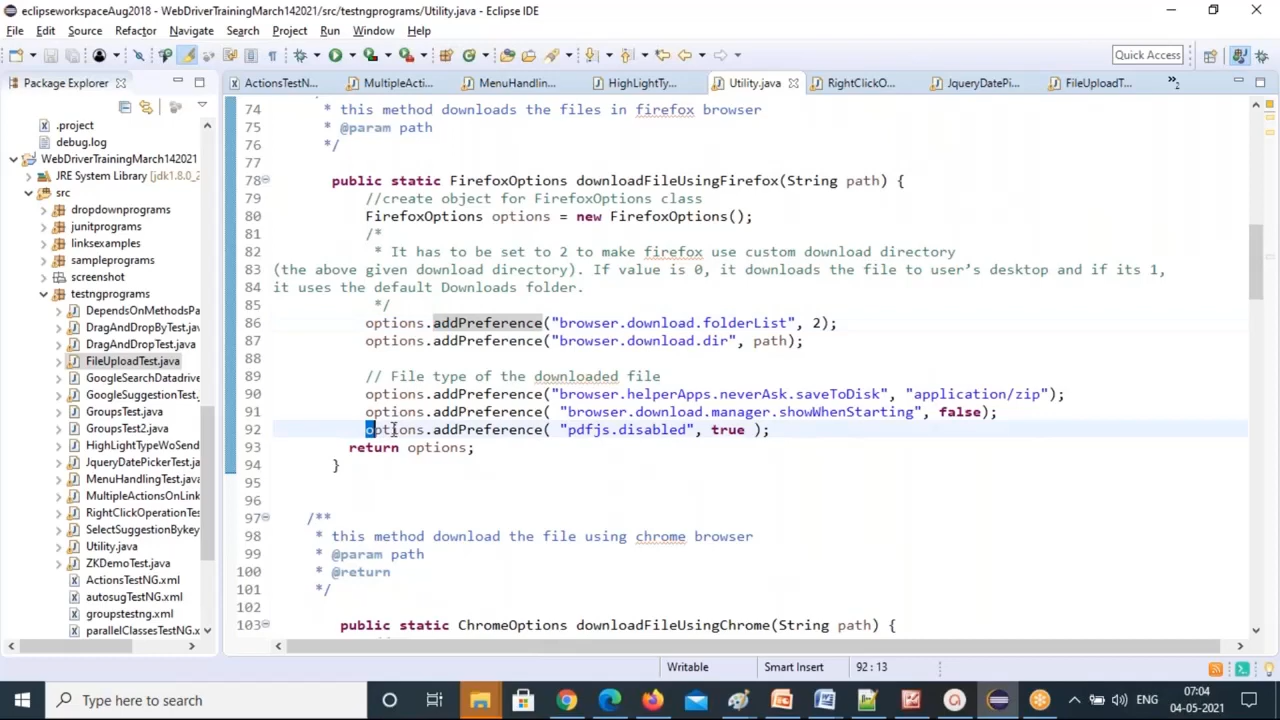 eclipseworkspaceAug2018 - WebDriverTrainingMarch142021/src/testngprograms/Utility.java - Eclipse IDE
File Edit Source Refactor Navigate Search Project Run Window Help
Quick Access
Package Explorer
ActionsTestN... MultipleActi... MenuHandlin... HighLightTy... Utility.java RightClickO... JqueryDatePi... FileUploadT... »2
.project
debug.log
WebDriverTrainingMarch142021
JRE System Library (jdk1.8.0_2
src
dropdownprograms
junitprograms
linksexamples
sampleprograms
screenshot
testngprograms
DependsOnMethodsPa
DragAndDropByTest.jav
DragAndDropTest.java
FileUploadTest.java
GoogleSearchDatadrive
GoogleSuggestionTest.
GroupsTest.java
GroupsTest2.java
HighLightTypeWoSend
JqueryDatePickerTest.ja
MenuHandlingTest.java
MultipleActionsOnLink
RightClickOperationTes
SelectSuggestionBykey
Utility.java
ZKDemoTest.java
ActionsTestNG.xml
autosugTestNG.xml
groupstestng.xml
parallelClassesTestNG.x
74 * this method downloads the files in firefox browser
75 * @param path
76 */
77
78 public static FirefoxOptions downloadFileUsingFirefox(String path) {
79 //create object for FirefoxOptions class
80 FirefoxOptions options = new FirefoxOptions();
81 /*
82 * It has to be set to 2 to make firefox use custom download directory
83 (the above given download directory). If value is 0, it downloads the file to user’s desktop and if its 1,
84 it uses the default Downloads folder.
85 */
86 options.addPreference("browser.download.folderList", 2);
87 options.addPreference("browser.download.dir", path);
88
89 // File type of the downloaded file
90 options.addPreference("browser.helperApps.neverAsk.saveToDisk", "application/zip");
91 options.addPreference( "browser.download.manager.showWhenStarting", false);
92 options.addPreference( "pdfjs.disabled", true );
93 return options;
94 }
95
96
97 /**
98 * this method download the file using chrome browser
99 * @param path
100 * @return
101 */
102
103 public static ChromeOptions downloadFileUsingChrome(String path) {
Writable Smart Insert 92 : 13
Type here to search
ENG
07:04
04-05-2021